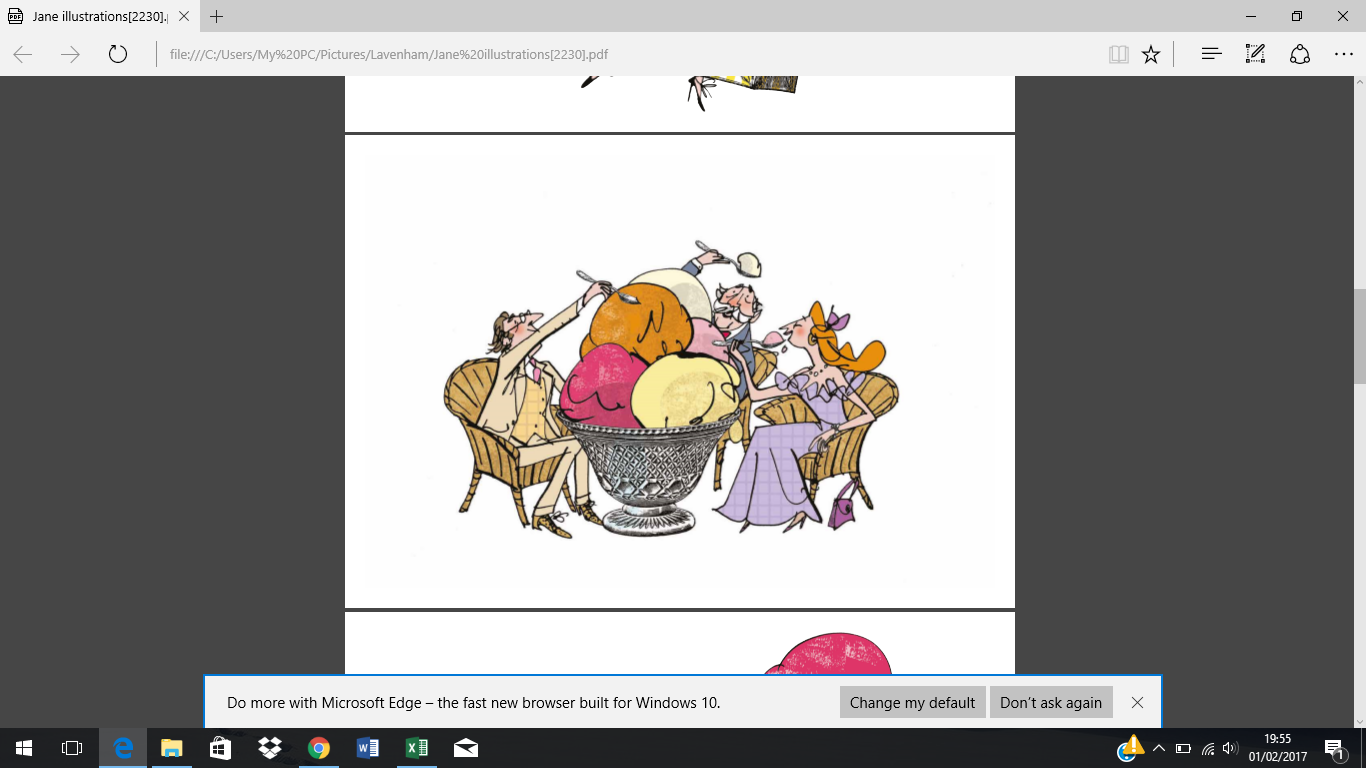 Jane illustrations[2230].p
file:///C:/Users/My%20PC/Pictures/Lavenham/Jane%20illustrations[2230].pdf
Do more with Microsoft Edge – the fast new browser built for Windows 10.
Change my default
Don't ask again
19:55
01/02/2017
1